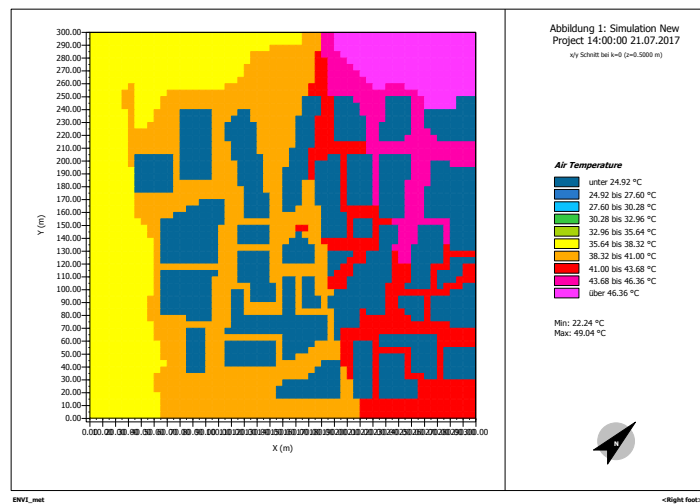 Abbildung 1: Simulation New
Project 14:00:00 21.07.2017
x/y Schnitt bei k=0 (z=0.5000 m)
300.00
290.00
280.00
270.00
260.00
250.00
240.00
230.00
220.00
210.00
200.00
190.00
180.00
170.00
160.00
150.00
140.00
130.00
120.00
110.00
100.00
90.00
80.00
70.00
60.00
50.00
40.00
30.00
20.00
10.00
0.00
Y (m)
X (m)
Air Temperature
unter 24.92 °C
24.92 bis 27.60 °C
27.60 bis 30.28 °C
30.28 bis 32.96 °C
32.96 bis 35.64 °C
35.64 bis 38.32 °C
38.32 bis 41.00 °C
41.00 bis 43.68 °C
43.68 bis 46.36 °C
über 46.36 °C
Min: 22.24 °C
Max: 49.04 °C
N
ENVI_met
<Right foot: